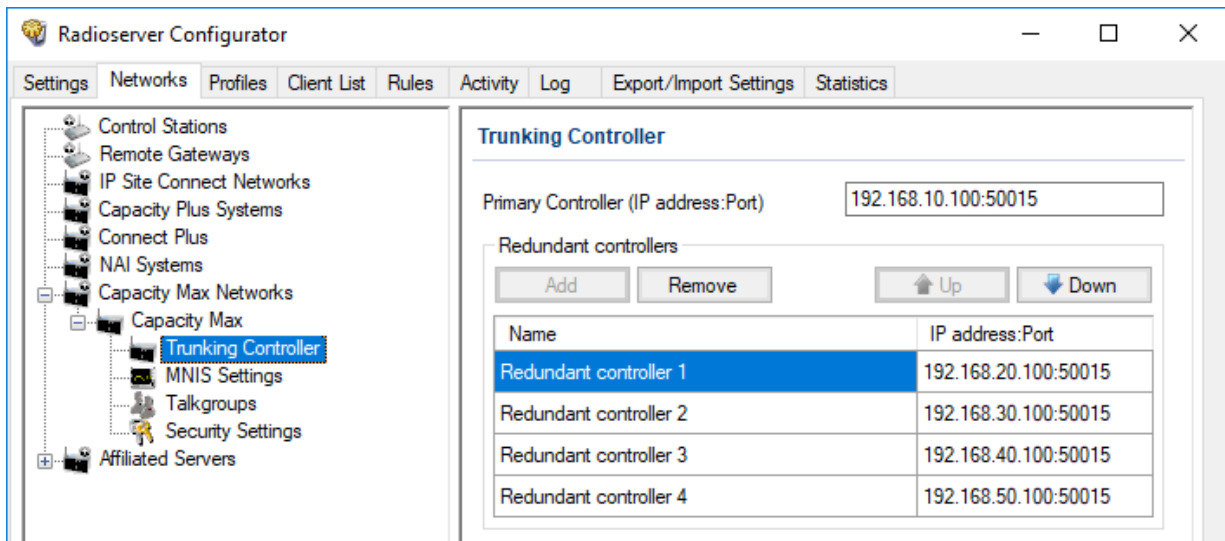 Radioserver Configurator
Settings Networks Profiles Client List Rules Activity Log Export/Import Settings Statistics
Control Stations
Remote Gateways
IP Site Connect Networks
Capacity Plus Systems
Connect Plus
NAI Systems
Capacity Max Networks
Capacity Max
Trunking Controller
MNIS Settings
Talkgroups
Security Settings
Affiliated Servers
Trunking Controller
Primary Controller (IP address:Port) 192.168.10.100:50015
Redundant controllers
Add Remove Up Down
Name IP address:Port
Redundant controller 1 192.168.20.100:50015
Redundant controller 2 192.168.30.100:50015
Redundant controller 3 192.168.40.100:50015
Redundant controller 4 192.168.50.100:50015